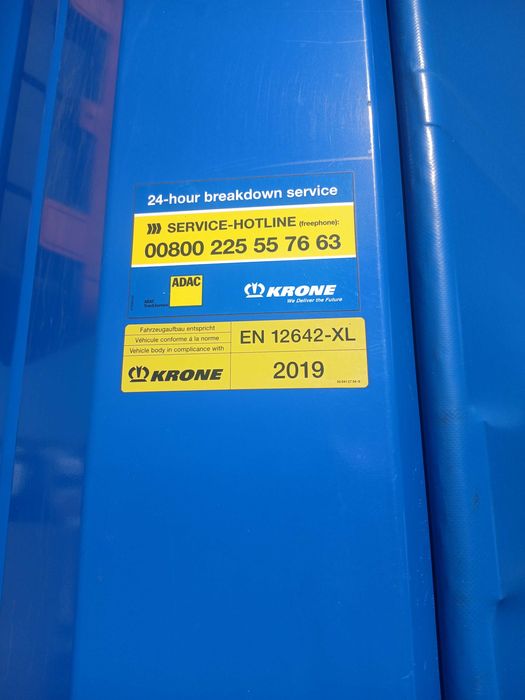 24-hour breakdown service
))) SERVICE-HOTLINE (freephone):
00800 225 55 76 63
ADAC
KRONE
We Deliver the Future
Fahrzeugaufbau entspricht
Véhicule conforme à la norme
Vehicle body in compliance with
EN 12642-XL
KRONE
2019